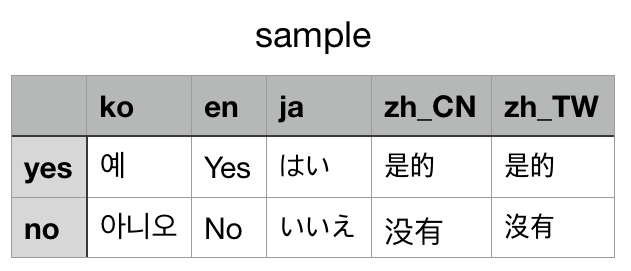 sample
ko en ja zh_CN zh_TW
yes 예 Yes はい 是的 是的
no 아니오 No いいえ 没有 沒有